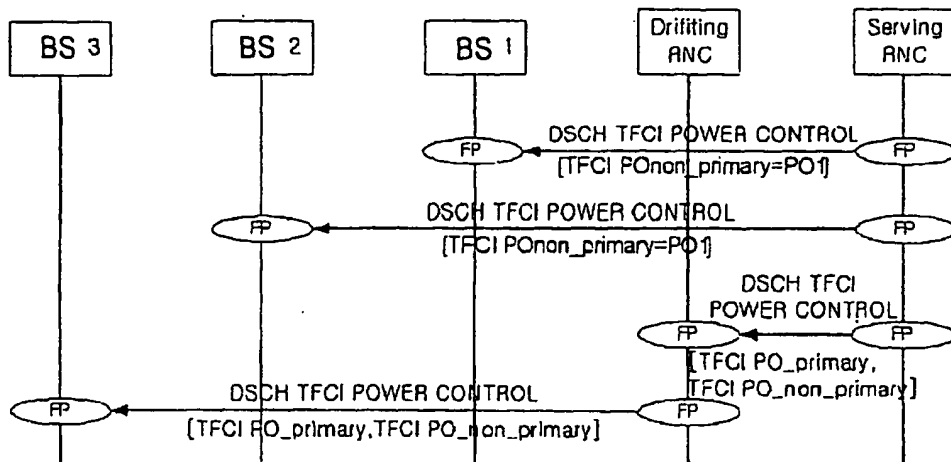 BS 3
BS 2
BS 1
Drifiting
RNC
Serving
RNC
DSCH TFCI POWER CONTROL
FP
FP
[TFCI POnon_primary=PO1]
DSCH TFCI POWER CONTROL
FP
FP
[TFCI POnon_primary=PO1]
DSCH TFCI
POWER CONTROL
FP
FP
[TFCI PO_primary,
TFCI PO_non_primary]
DSCH TFCI POWER CONTROL
FP
FP
[TFCI PO_primary,TFCI PO_non_primary]